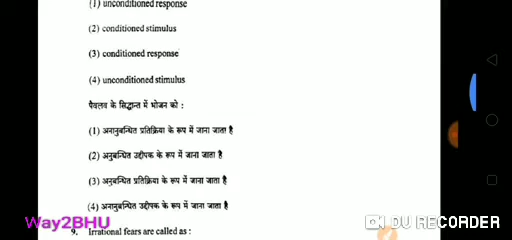 (1) unconditioned response
(2) conditioned stimulus
(3) conditioned response
(4) unconditioned stimulus
पैवलव के सिद्धान्त में भोजन को :
(1) अनानुबन्धित प्रतिक्रिया के रूप में जाना जाता है
(2) अनुबन्धित उद्दीपक के रूप में जाना जाता है
(3) अनुबन्धित प्रतिक्रिया के रूप में जाना जाता है
(4) अनानुबन्धित उद्दीपक के रूप में जाना जाता है
Way2BHU
DU RECORDER
9. Irrational fears are called as :